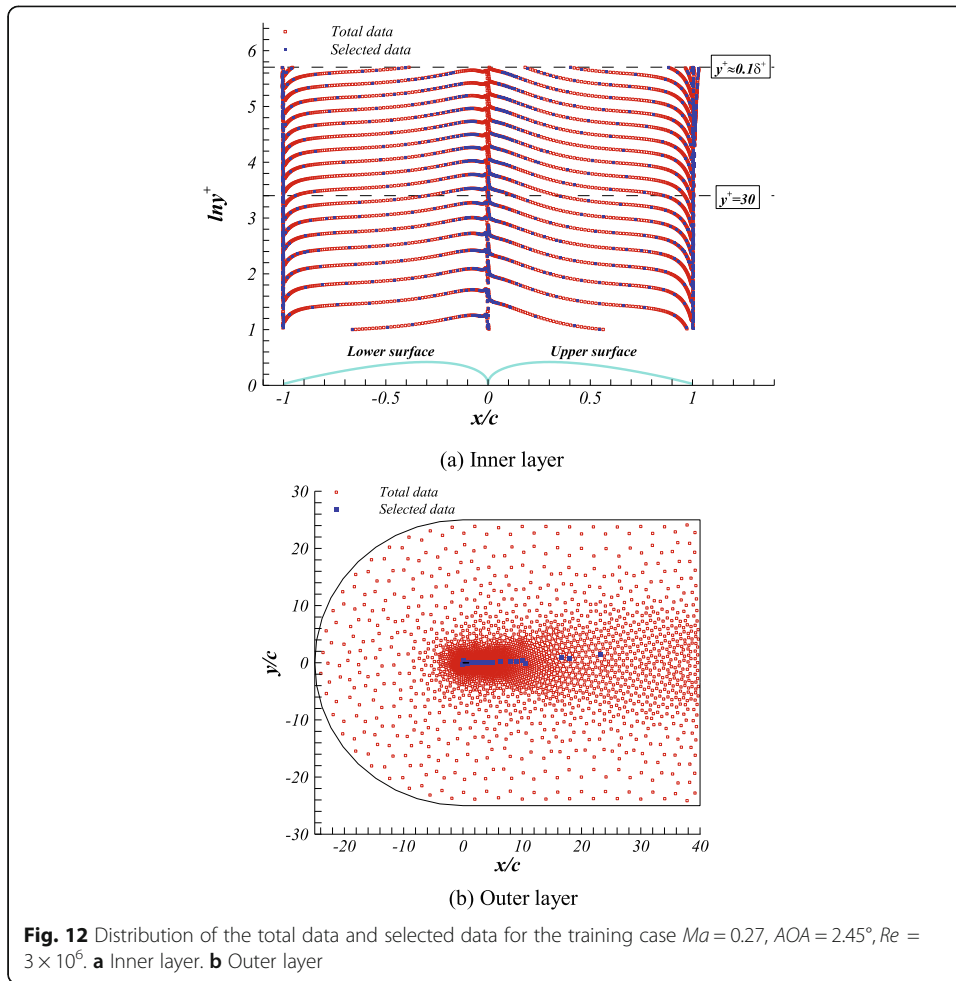 Total data
Selected data
6
5
4
3
2
1
0
lny+
y+≈0.1δ+
y+=30
Lower surface
Upper surface
-1
-0.5
0
0.5
1
x/c
(a) Inner layer
30
20
10
0
-10
-20
-30
y/c
Total data
Selected data
-20
-10
0
10
20
30
40
x/c
(b) Outer layer
Fig. 12 Distribution of the total data and selected data for the training case Ma = 0.27, AOA = 2.45°, Re =
3 × 10⁶. a Inner layer. b Outer layer